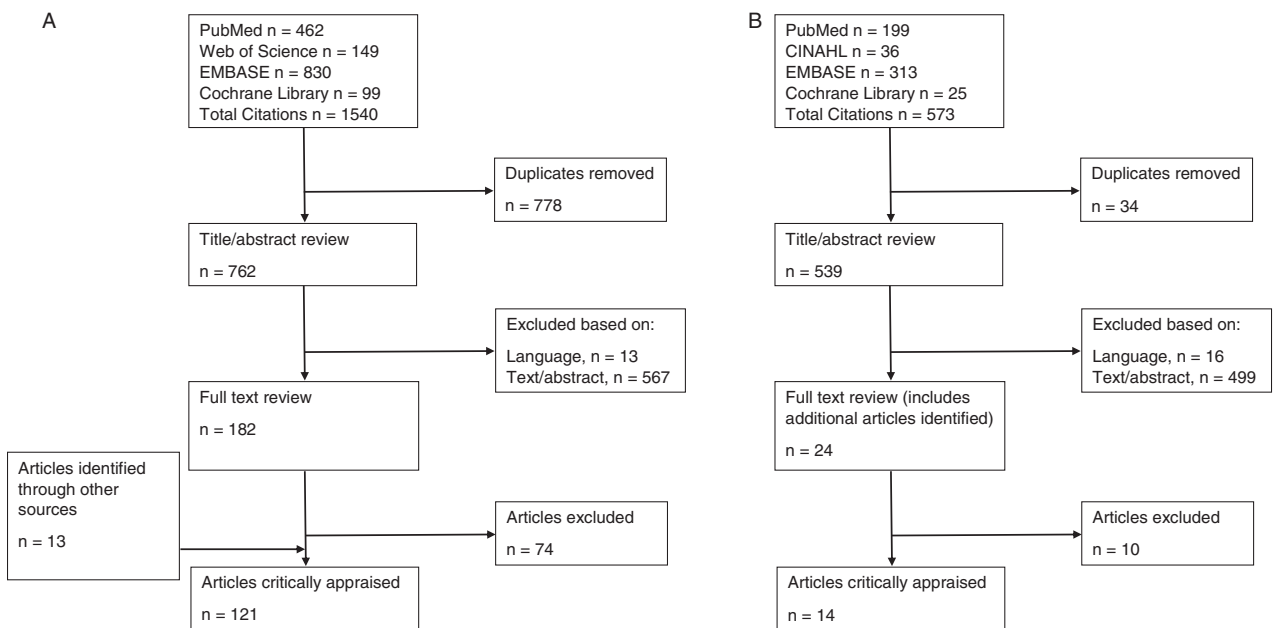 A
PubMed n = 462
Web of Science n = 149
EMBASE n = 830
Cochrane Library n = 99
Total Citations n = 1540
Duplicates removed
n = 778
Title/abstract review
n = 762
Excluded based on:
Language, n = 13
Text/abstract, n = 567
Full text review
n = 182
Articles identified
through other
sources
n = 13
Articles excluded
n = 74
Articles critically appraised
n = 121
B
PubMed n = 199
CINAHL n = 36
EMBASE n = 313
Cochrane Library n = 25
Total Citations n = 573
Duplicates removed
n = 34
Title/abstract review
n = 539
Excluded based on:
Language, n = 16
Text/abstract, n = 499
Full text review (includes
additional articles identified)
n = 24
Articles excluded
n = 10
Articles critically appraised
n = 14